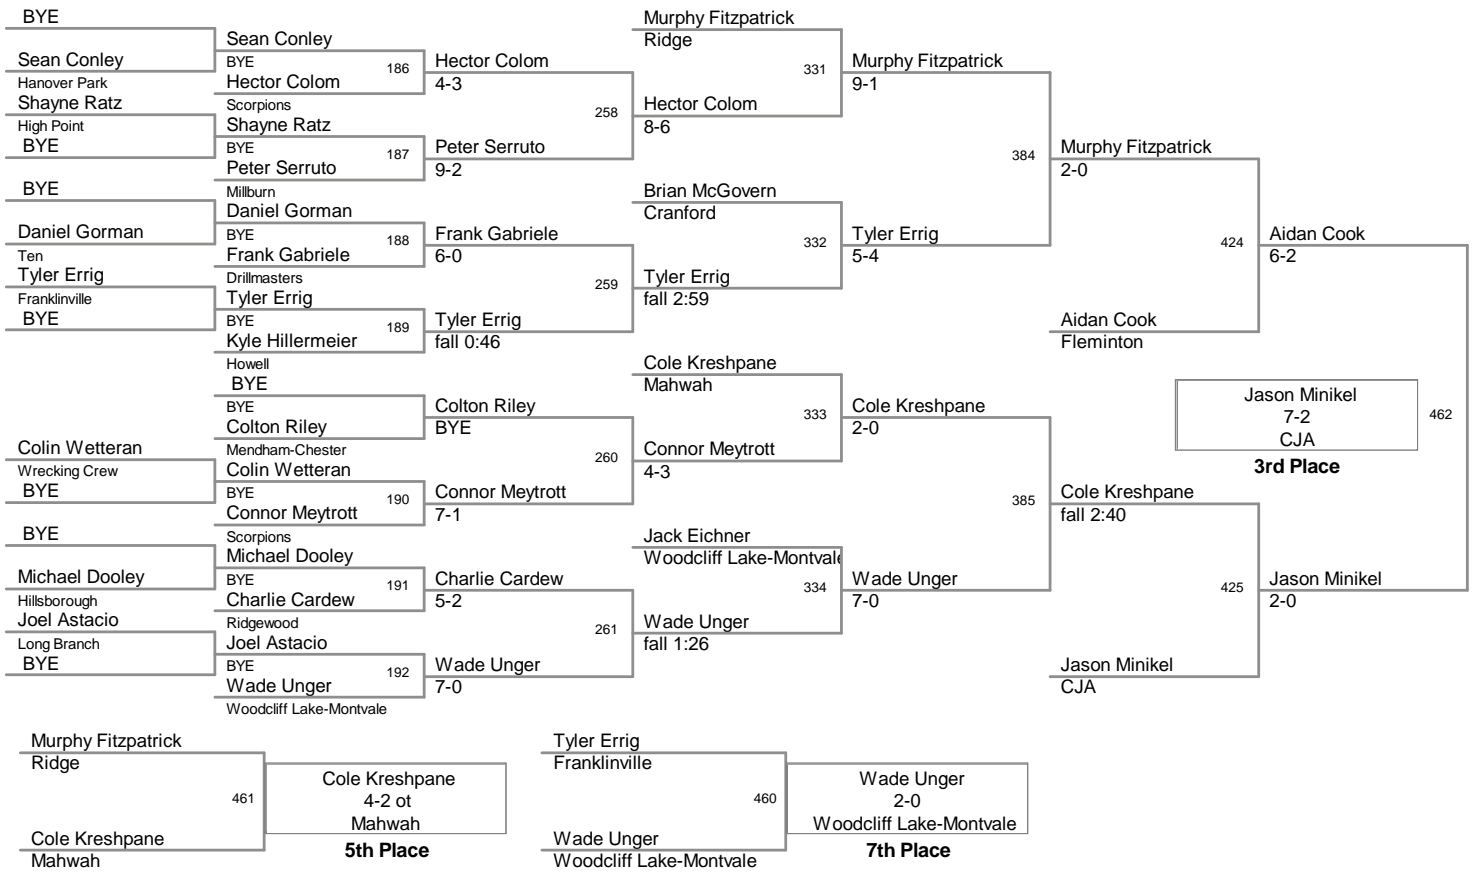 BYE
Sean Conley
Hanover Park
Shayne Ratz
High Point
BYE
BYE
Daniel Gorman
Ten
Tyler Errig
Franklinville
BYE
Colin Wetteran
Wrecking Crew
BYE
BYE
Michael Dooley
Hillsborough
Joel Astacio
Long Branch
BYE
Sean Conley
BYE
186
Hector Colom
Scorpions
Shayne Ratz
BYE
187
Peter Serruto
Millburn
Daniel Gorman
BYE
188
Frank Gabriele
Drillmasters
Tyler Errig
BYE
189
Kyle Hillermeier
Howell
BYE
BYE
Colton Riley
Mendham-Chester
Colin Wetteran
BYE
190
Connor Meytrott
Scorpions
Michael Dooley
BYE
191
Charlie Cardew
Ridgewood
Joel Astacio
BYE
192
Wade Unger
Woodcliff Lake-Montvale
Hector Colom
4-3
258
Peter Serruto
9-2
Frank Gabriele
6-0
259
Tyler Errig
fall 0:46
Colton Riley
BYE
260
Connor Meytrott
7-1
Charlie Cardew
5-2
261
Wade Unger
7-0
Murphy Fitzpatrick
Ridge
331
Hector Colom
8-6
Brian McGovern
Cranford
332
Tyler Errig
fall 2:59
Cole Kreshpane
Mahwah
333
Connor Meytrott
4-3
Jack Eichner
Woodcliff Lake-Montvale
334
Wade Unger
fall 1:26
Murphy Fitzpatrick
9-1
384
Tyler Errig
5-4
Cole Kreshpane
2-0
385
Wade Unger
7-0
Murphy Fitzpatrick
2-0
424
Aidan Cook
Fleminton
Cole Kreshpane
fall 2:40
425
Jason Minikel
CJA
Aidan Cook
6-2
Jason Minikel
7-2
CJA
462
3rd Place
Jason Minikel
2-0
Murphy Fitzpatrick
Ridge
461
Cole Kreshpane
Mahwah
Cole Kreshpane
4-2 ot
Mahwah
5th Place
Tyler Errig
Franklinville
460
Wade Unger
Woodcliff Lake-Montvale
Wade Unger
2-0
Woodcliff Lake-Montvale
7th Place